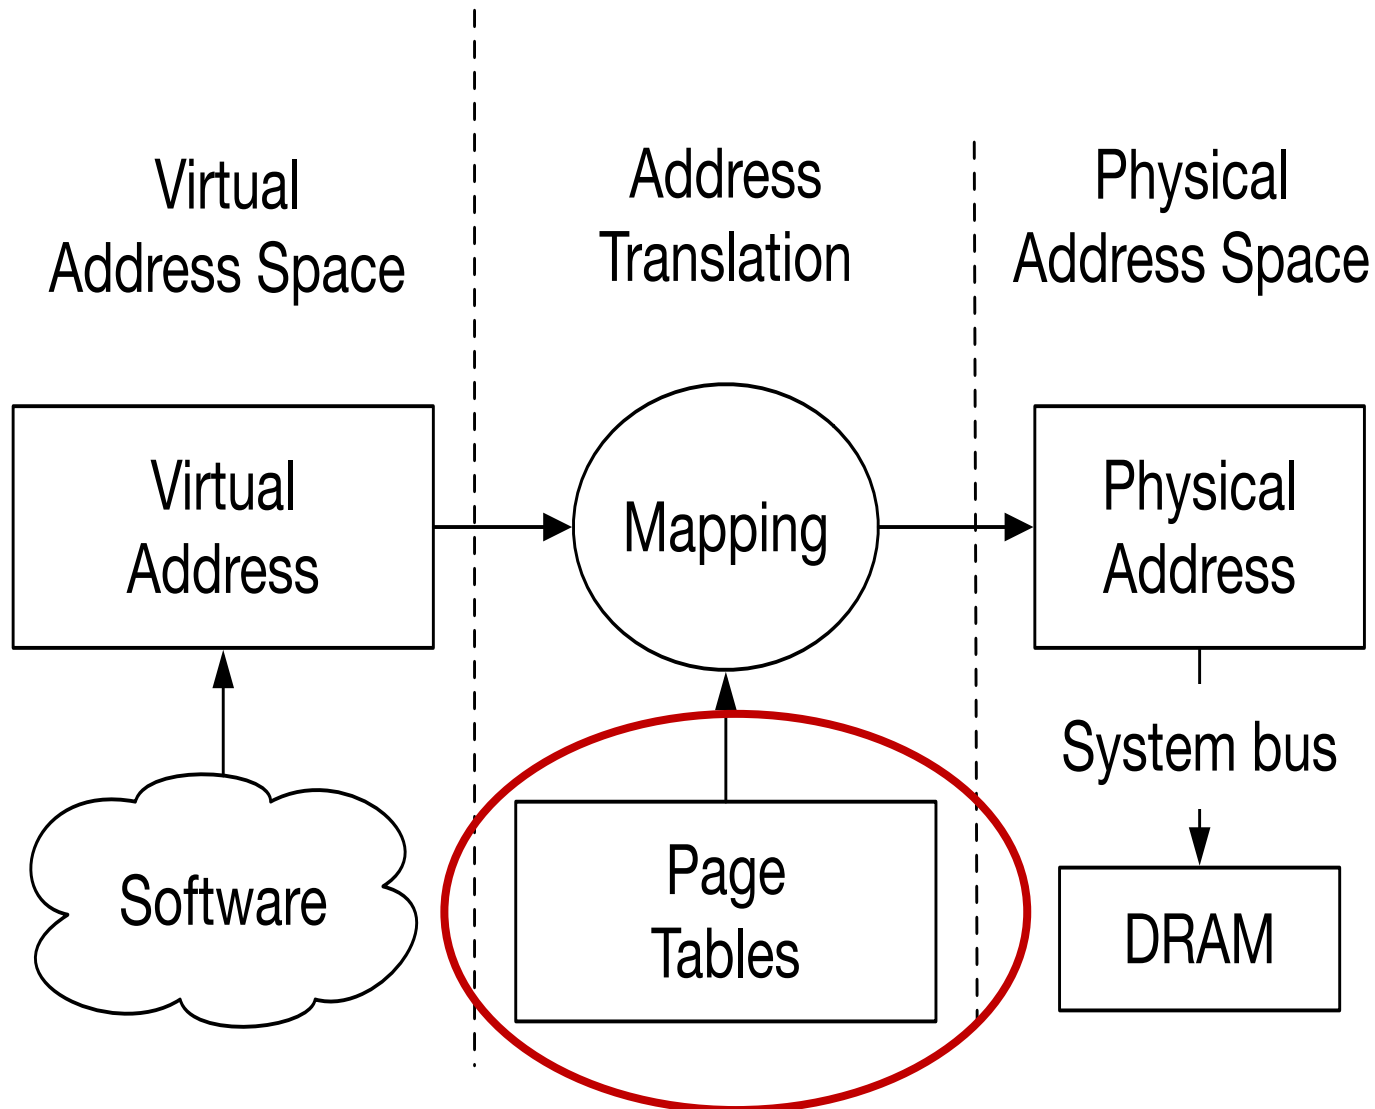 Virtual
Address Space
Address
Translation
Physical
Address Space
Virtual
Address
Mapping
Physical
Address
System bus
Software
Page
Tables
DRAM